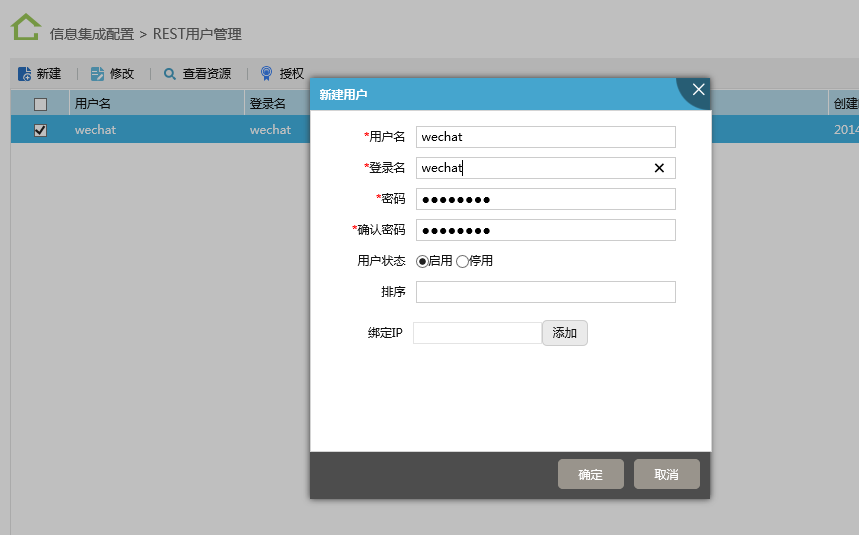 信息集成配置 > REST用户管理
新建 修改 查看资源 授权
用户名 登录名 创建
wechat wechat 2014
新建用户
*用户名 wechat
*登录名 wechat
*密码 ●●●●●●●●
*确认密码 ●●●●●●●●
用户状态 启用 停用
排序
绑定IP 添加
确定 取消